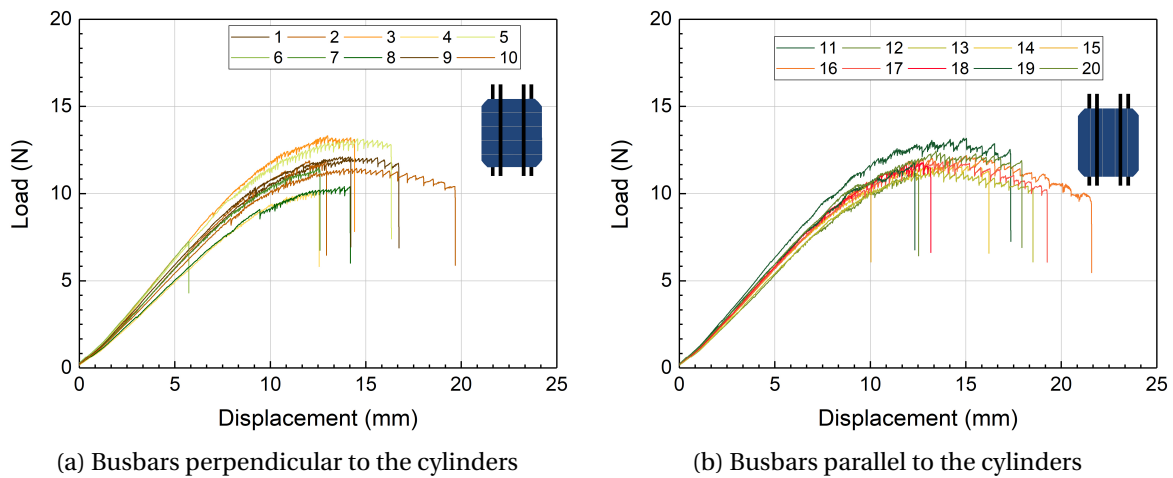 20
15
10
5
0
Load (N)
1 2 3 4 5
6 7 8 9 10
0 5 10 15 20 25
Displacement (mm)
(a) Busbars perpendicular to the cylinders
20
15
10
5
0
Load (N)
11 12 13 14 15
16 17 18 19 20
0 5 10 15 20 25
Displacement (mm)
(b) Busbars parallel to the cylinders